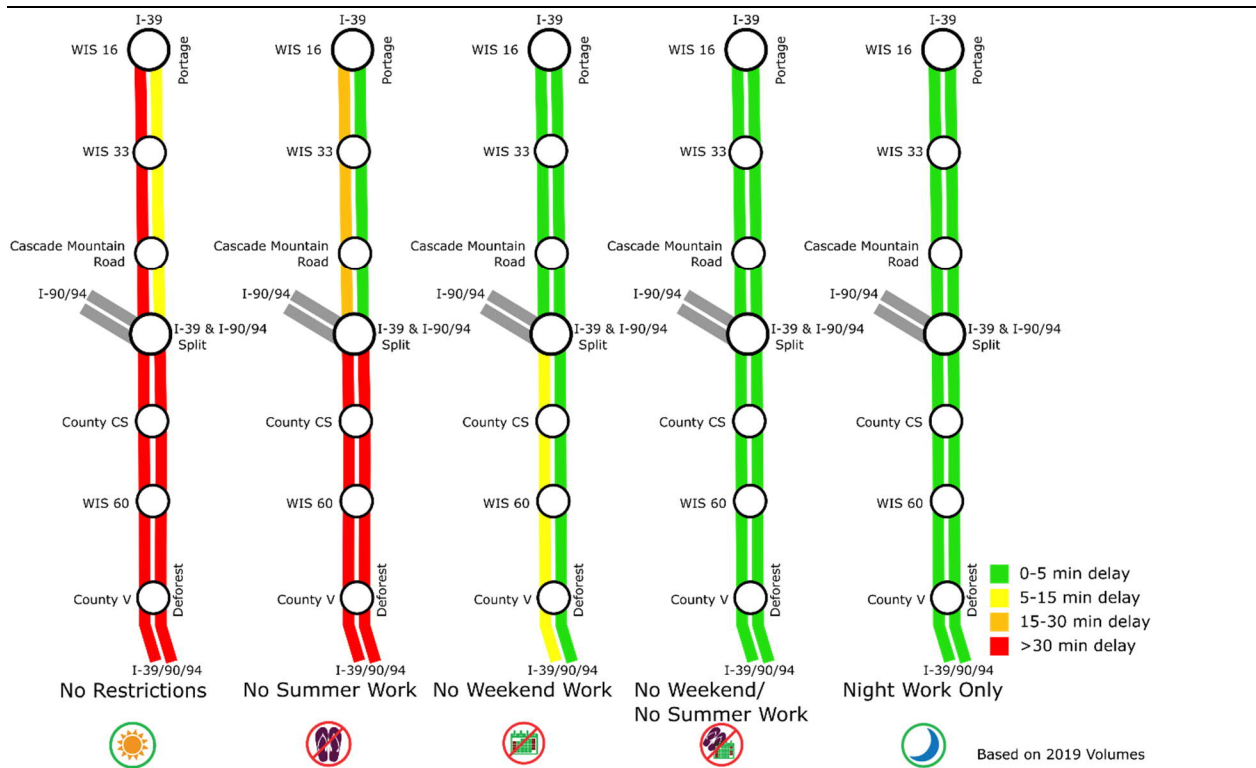 I-39
WIS 16
Portage
WIS 33
Cascade Mountain
Road
I-90/94
I-39 & I-90/94
Split
County CS
WIS 60
County V
Deforest
I-39/90/94
No Restrictions
I-39
WIS 16
Portage
WIS 33
Cascade Mountain
Road
I-90/94
I-39 & I-90/94
Split
County CS
WIS 60
County V
Deforest
I-39/90/94
No Summer Work
I-39
WIS 16
Portage
WIS 33
Cascade Mountain
Road
I-90/94
I-39 & I-90/94
Split
County CS
WIS 60
County V
Deforest
I-39/90/94
No Weekend Work
I-39
WIS 16
Portage
WIS 33
Cascade Mountain
Road
I-90/94
I-39 & I-90/94
Split
County CS
WIS 60
County V
Deforest
I-39/90/94
No Weekend/
No Summer Work
I-39
WIS 16
Portage
WIS 33
Cascade Mountain
Road
I-90/94
I-39 & I-90/94
Split
County CS
WIS 60
County V
Deforest
I-39/90/94
Night Work Only
0-5 min delay
5-15 min delay
15-30 min delay
>30 min delay
Based on 2019 Volumes